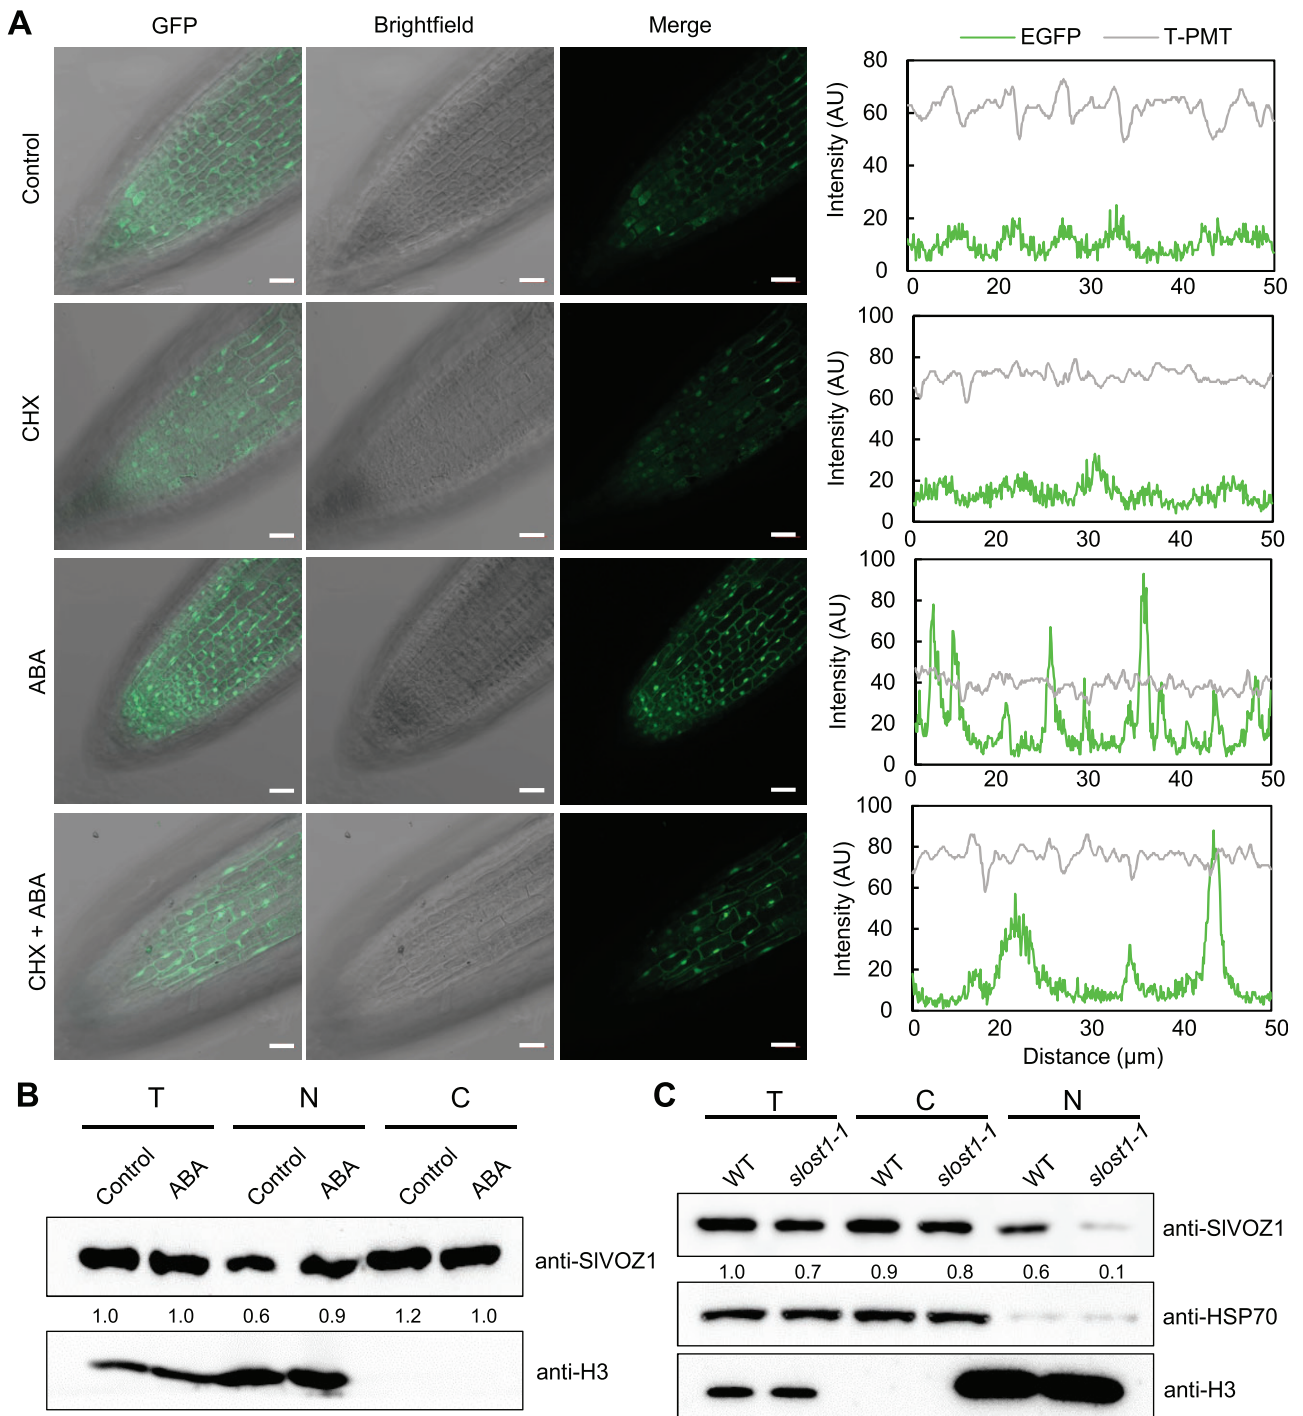 A
GFP
Brightfield
Merge
EGFP
T-PMT
Control
Intensity (AU)
80
60
40
20
0
0 20 30 40 50
CHX
Intensity (AU)
100
80
60
40
20
0
0 20 30 40 50
ABA
Intensity (AU)
100
80
60
40
20
0
0 20 30 40 50
CHX + ABA
Intensity (AU)
100
80
60
40
20
0
0 20 30 40 50
Distance (µm)
B
T N C
Control ABA Control ABA Control ABA
anti-SlVOZ1
1.0 1.0 0.6 0.9 1.2 1.0
anti-H3
C
T C N
WT slost1-1 WT slost1-1 WT slost1-1
anti-SlVOZ1
1.0 0.7 0.9 0.8 0.6 0.1
anti-HSP70
anti-H3